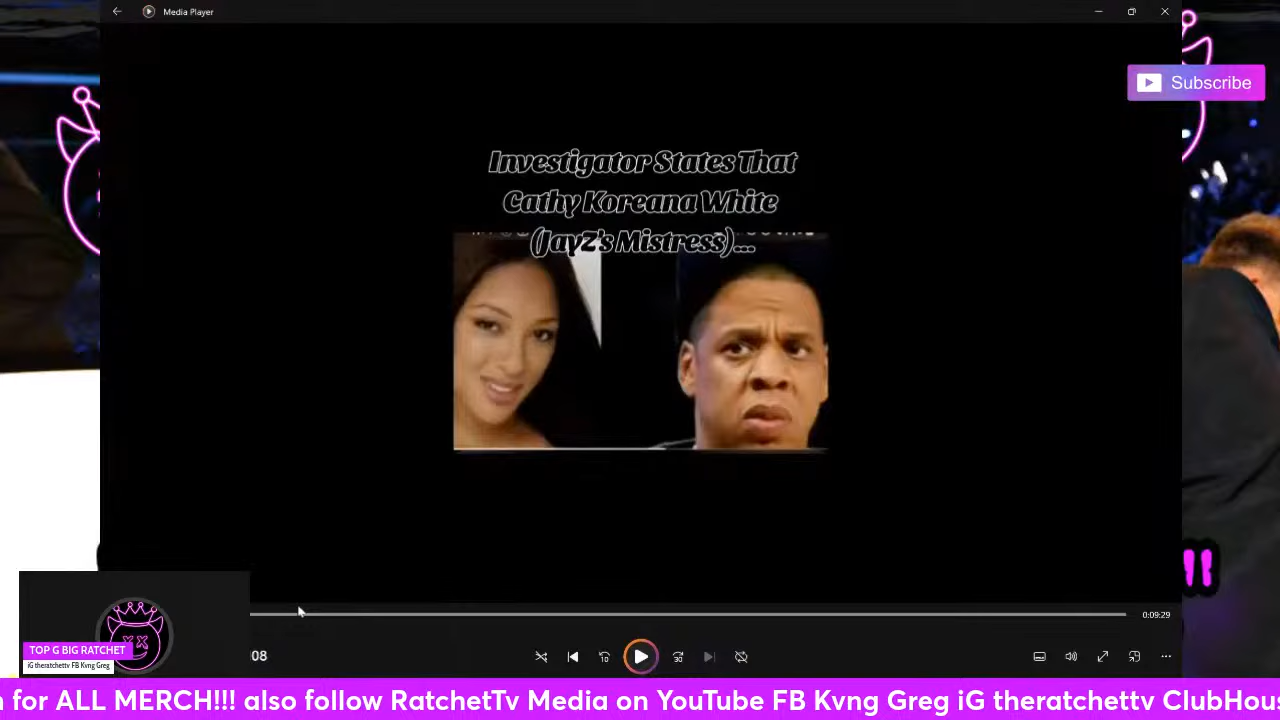 Media Player
Subscribe
Investigator States That
Cathy Koreana White
(JayZ's Mistress)...
0:09:29
TOP G BIG RATCHET
iG theratchettv FB Kvng Greg
08
10
30
!!
n for ALL MERCH!!! also follow RatchetTv Media on YouTube FB Kvng Greg iG theratchettv ClubHous